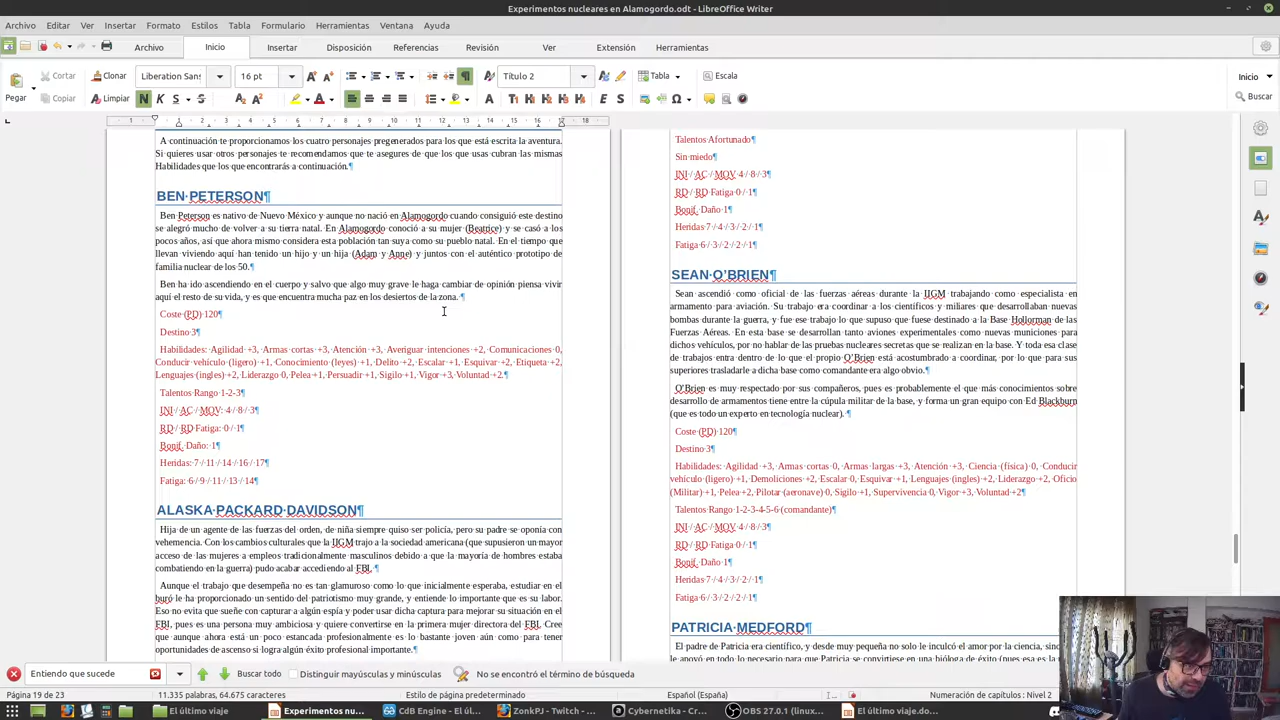 Experimentos nucleares en Alamogordo.odt - LibreOffice Writer
Archivo Editar Ver Insertar Formato Estilos Tabla Formulario Herramientas Ventana Ayuda
Archivo Inicio Insertar Disposición Referencias Revisión Ver Extensión Herramientas
Pegar Cortar Copiar Clonar Limpiar Liberation Sans 16 pt Título 2 Tabla Escala Inicio Buscar
A continuación te proporcionamos los cuatro personajes pregenerados para los que está escrita la aventura.
Si quieres usar otros personajes te recomendamos que te asegures de que los que usas cubran las mismas
Habilidades que los que encontrarás a continuación.¶
BEN·PETERSON¶
Ben Peterson es nativo de Nuevo México y aunque no nació en Alamogordo cuando consiguió este destino
se alegró mucho de volver a su tierra natal. En Alamogordo conoció a su mujer (Beatrice) y se casó a los
pocos años, así que ahora mismo considera esta población tan suya como su pueblo natal. En el tiempo que
llevan viviendo aquí han tenido un hijo y un hija (Adam y Anne) y juntos con el auténtico prototipo de
familia nuclear de los 50.¶
Ben ha ido ascendiendo en el cuerpo y salvo que algo muy grave le haga cambiar de opinión piensa vivir
aquí el resto de su vida, y es que encuentra mucha paz en los desiertos de la zona. ¶
Coste (PD) 120¶
Destino 3¶
Habilidades: Agilidad +3, Armas cortas +3, Atención +3, Averiguar intenciones +2, Comunicaciones 0,
Conducir vehículo (ligero) +1, Conocimiento (leyes) +1, Delito +2, Escalar +1, Esquivar +2, Etiqueta +2,
Lenguajes (ingles) +2, Liderazgo 0, Pelea +1, Persuadir +1, Sigilo +1, Vigor +3, Voluntad +2.¶
Talentos Rango 1-2-3¶
INI / AC / MOV: 4 / 8 / 3¶
RD / RD Fatiga: 0 / 1¶
Bonif. Daño: 1¶
Heridas: 7 / 11 / 14 / 16 / 17¶
Fatiga: 6 / 9 / 11 / 13 / 14¶
ALASKA·PACKARD·DAVIDSON¶
Hija de un agente de las fuerzas del orden, de niña siempre quiso ser policía, pero su padre se oponía con
vehemencia. Con los cambios culturales que la IIGM trajo a la sociedad americana (que supusieron un mayor
acceso de las mujeres a empleos tradicionalmente masculinos debido a que la mayoría de hombres estaba
combatiendo en la guerra) pudo acabar accediendo al FBI. ¶
Aunque el trabajo que desempeña no es tan glamuroso como lo que inicialmente esperaba, estudiar en el
buró le ha proporcionado un sentido del patriotismo muy grande, y entiende lo importante que es su labor.
Eso no evita que sueñe con capturar a algún espía y poder usar dicha captura para mejorar su situación en el
FBI, pues es una persona muy ambiciosa y quiere convertirse en la primera mujer directora del FBI. Cree
que aunque ahora está un poco estancada profesionalmente es lo bastante joven aún como para tener
oportunidades de ascenso si logra algún éxito profesional importante.¶
Talentos Afortunado¶
Sin miedo¶
INI / AC / MOV 4 / 8 / 3¶
RD / RD Fatiga 0 / 1¶
Bonif. Daño 1¶
Heridas 7 / 4 / 3 / 2 / 1¶
Fatiga 6 / 3 / 2 / 2 / 1¶
SEAN·O’BRIEN¶
Sean ascendió como oficial de las fuerzas aéreas durante la IIGM trabajando como especialista en
armamento para aviación. Su trabajo era coordinar a los científicos y miliares que desarrollaban nuevas
bombas durante la guerra, y fue ese trabajo lo que supuso que fuese destinado a la Base Hollorman de las
Fuerzas Aéreas. En esta base se desarrollan tanto aviones experimentales como nuevas municiones para
dichos vehículos, por no hablar de las pruebas nucleares secretas que se realizan en la base. Y toda esa clase
de trabajos entra dentro de lo que el propio O’Brien está acostumbrado a coordinar, por lo que para sus
superiores trasladarle a dicha base como comandante era algo obvio.¶
O’Brien es muy respectado por sus compañeros, pues es probablemente el que más conocimientos sobre
desarrollo de armamentos tiene entre la cúpula militar de la base, y forma un gran equipo con Ed Blackburn
(que es todo un experto en tecnología nuclear). ¶
Coste (PD) 120¶
Destino 3¶
Habilidades: Agilidad +3, Armas cortas 0, Armas largas +3, Atención +3, Ciencia (física) 0, Conducir
vehículo (ligero) +1, Demoliciones +2, Escalar 0, Esquivar +1, Lenguajes (ingles) +2, Liderazgo +2, Oficio
(Militar) +1, Pelea +2, Pilotar (aeronave) 0, Sigilo +1, Supervivencia 0, Vigor +3, Voluntad +2¶
Talentos Rango 1-2-3-4-5-6 (comandante)¶
INI / AC / MOV 4 / 8 / 3¶
RD / RD Fatiga 0 / 1¶
Bonif. Daño 1¶
Heridas 7 / 4 / 3 / 2 / 1¶
Fatiga 6 / 3 / 2 / 2 / 1¶
PATRICIA·MEDFORD¶
El padre de Patricia era científico, y desde muy pequeña no solo le inculcó el amor por la ciencia, sino
le apoyó en todo lo necesario para que Patricia se convirtiese en una bióloga de éxito (pues esa es la
Entiendo que sucede Buscar todo Distinguir mayúsculas y minúsculas No se encontró el término de búsqueda
Página 19 de 23 11.335 palabras, 64.675 caracteres Estilo de página predeterminado Español (España) Numeración de capítulos : Nivel 2
El último viaje Experimentos nu... CdB Engine - El úl... ZonkPJ - Twitch - ... Cybernetika - Cr... OBS 27.0.1 (linux... El último viaje.do...